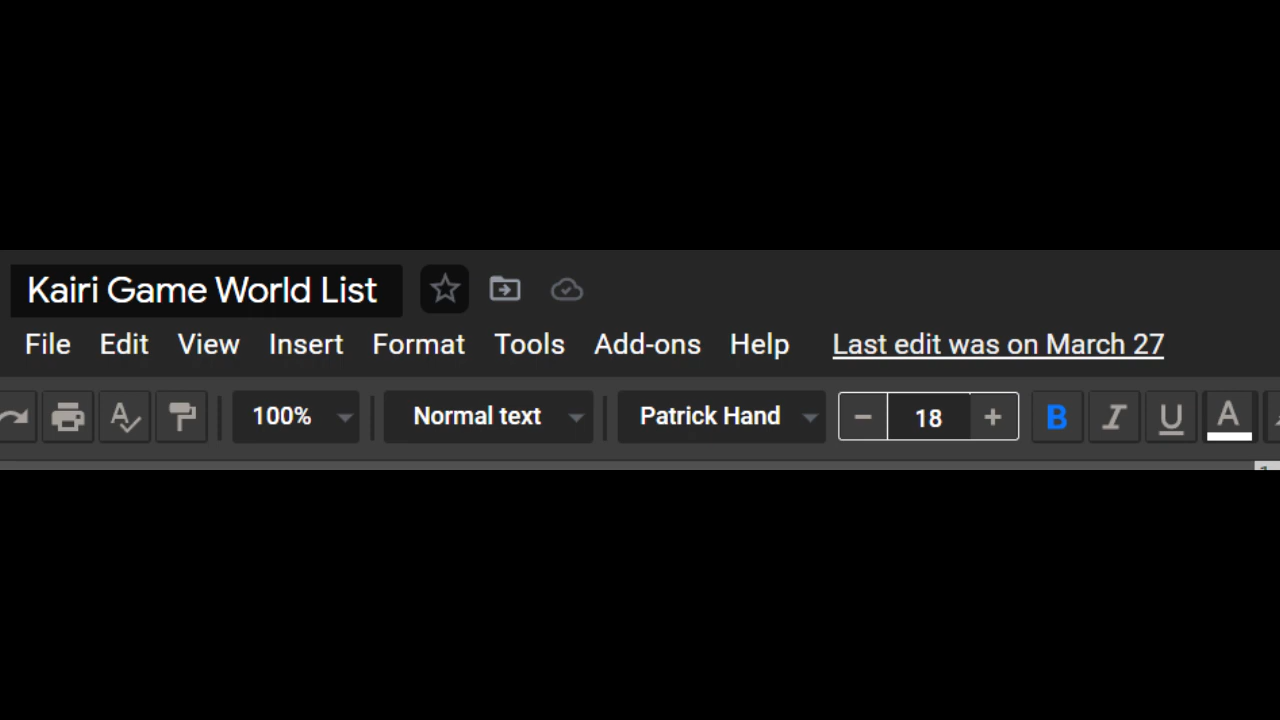 Kairi Game World List
File Edit View Insert Format Tools Add-ons Help Last edit was on March 27
100% Normal text Patrick Hand − 18 + B I U A